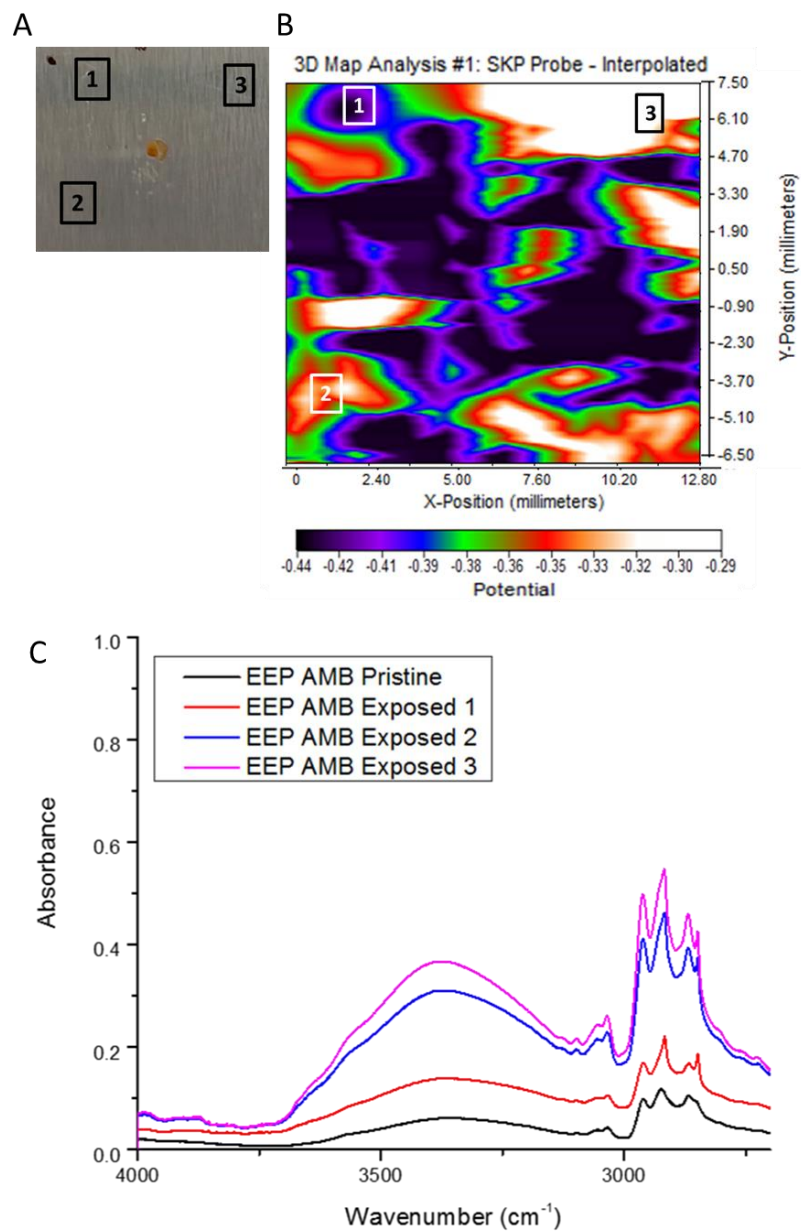 A
1
3
2
B
3D Map Analysis #1: SKP Probe - Interpolated
1
3
2
7.50
6.10
4.70
3.30
1.90
0.50
-0.90
-2.30
-3.70
-5.10
-6.50
Y-Position (millimeters)
0 2.40 5.00 7.60 10.20 12.80
X-Position (millimeters)
-0.44 -0.42 -0.41 -0.39 -0.38 -0.36 -0.35 -0.33 -0.32 -0.30 -0.29
Potential
C
EEP AMB Pristine
EEP AMB Exposed 1
EEP AMB Exposed 2
EEP AMB Exposed 3
1.0
0.8
0.6
0.4
0.2
0.0
Absorbance
4000 3500 3000
Wavenumber (cm⁻¹)